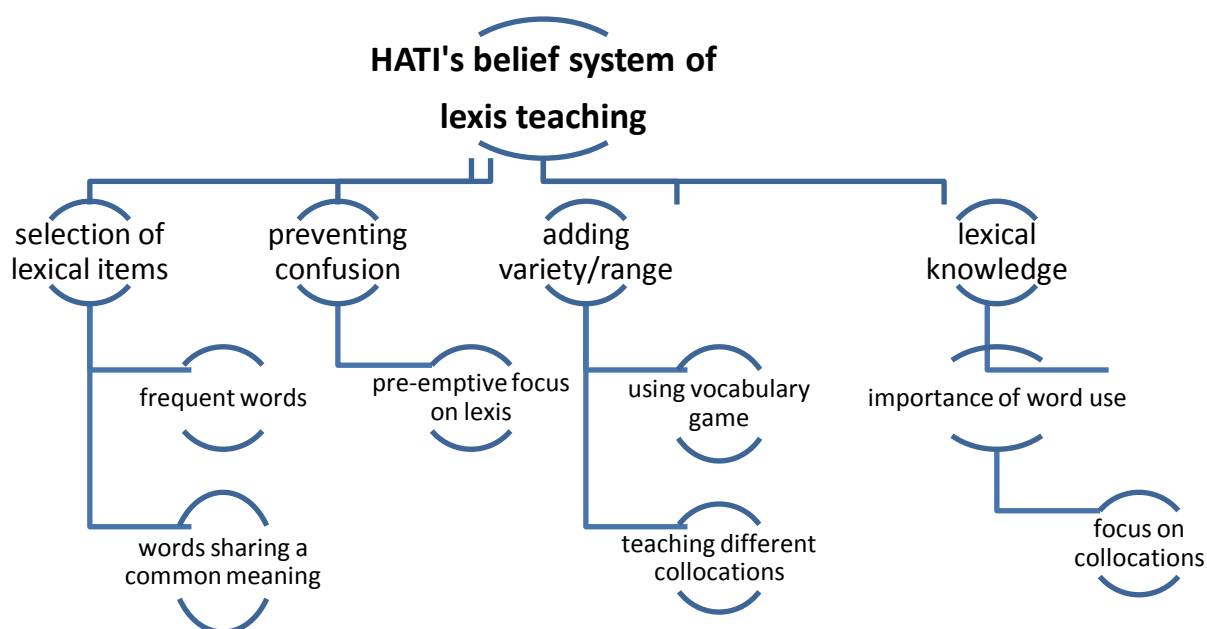 HATI's belief system of
lexis teaching
selection of
lexical items
preventing
confusion
adding
variety/range
lexical
knowledge
frequent words
pre-emptive focus
on lexis
using vocabulary
game
importance of word use
words sharing a
common meaning
teaching different
collocations
focus on
collocations